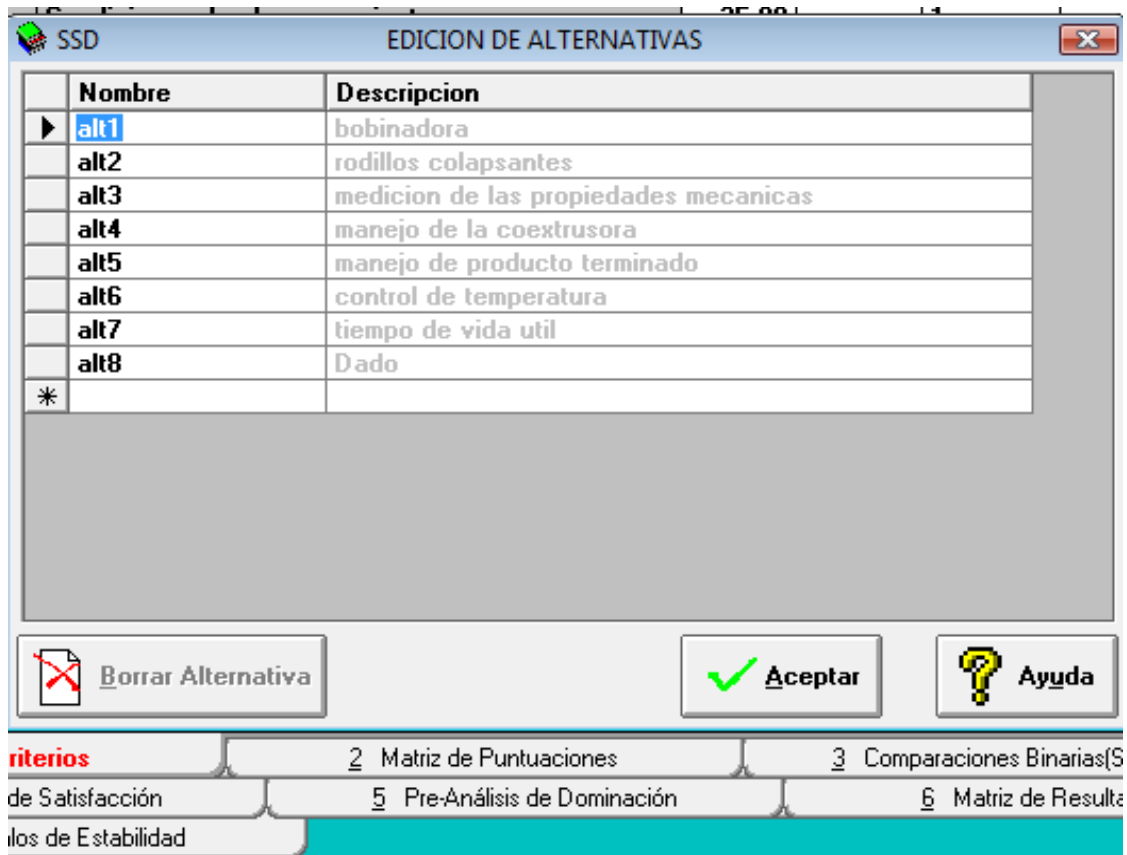 SSD EDICION DE ALTERNATIVAS
Nombre Descripcion
alt1 bobinadora
alt2 rodillos colapsantes
alt3 medicion de las propiedades mecanicas
alt4 manejo de la coextrusora
alt5 manejo de producto terminado
alt6 control de temperatura
alt7 tiempo de vida util
alt8 Dado
*
Borrar Alternativa Aceptar Ayuda
riterios 2 Matriz de Puntuaciones 3 Comparaciones Binarias(S
de Satisfacción 5 Pre-Análisis de Dominación 6 Matriz de Resulta
los de Estabilidad